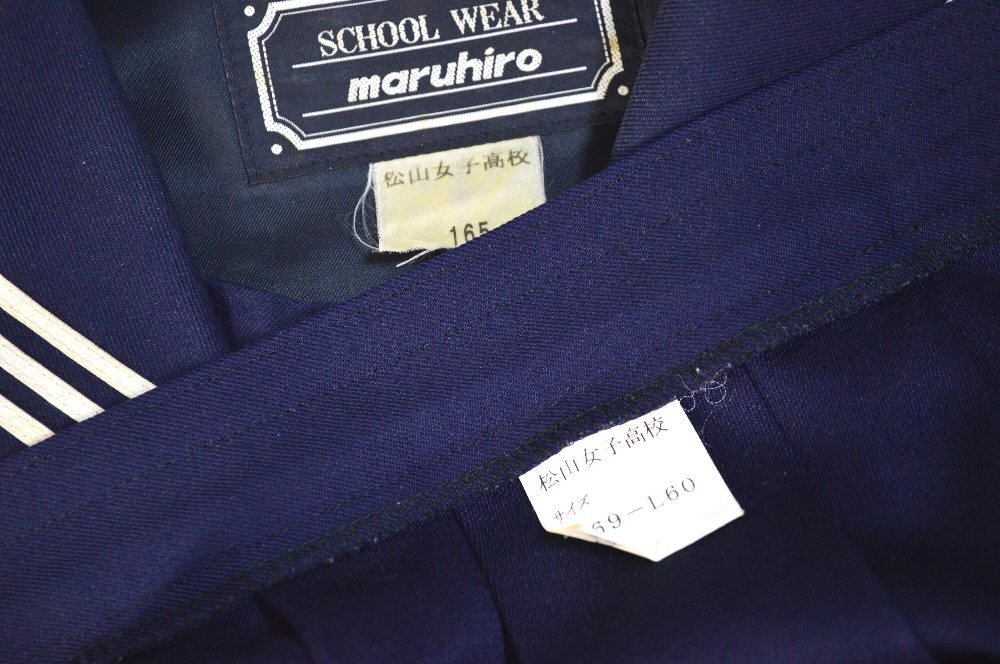 SCHOOL WEAR
maruhiro
松山女子高校
165
松山女子高校
サイズ
69-L60